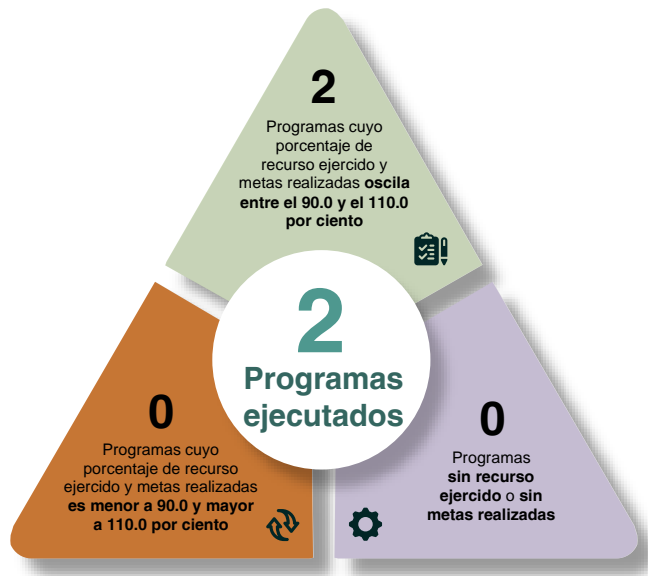 2
Programas cuyo
porcentaje de
recurso ejercido y
metas realizadas oscila
entre el 90.0 y el 110.0
por ciento
2
Programas
ejecutados
0
Programas cuyo
porcentaje de recurso
ejercido y metas realizadas
es menor a 90.0 y mayor
a 110.0 por ciento
0
Programas
sin recurso
ejercido o sin
metas realizadas